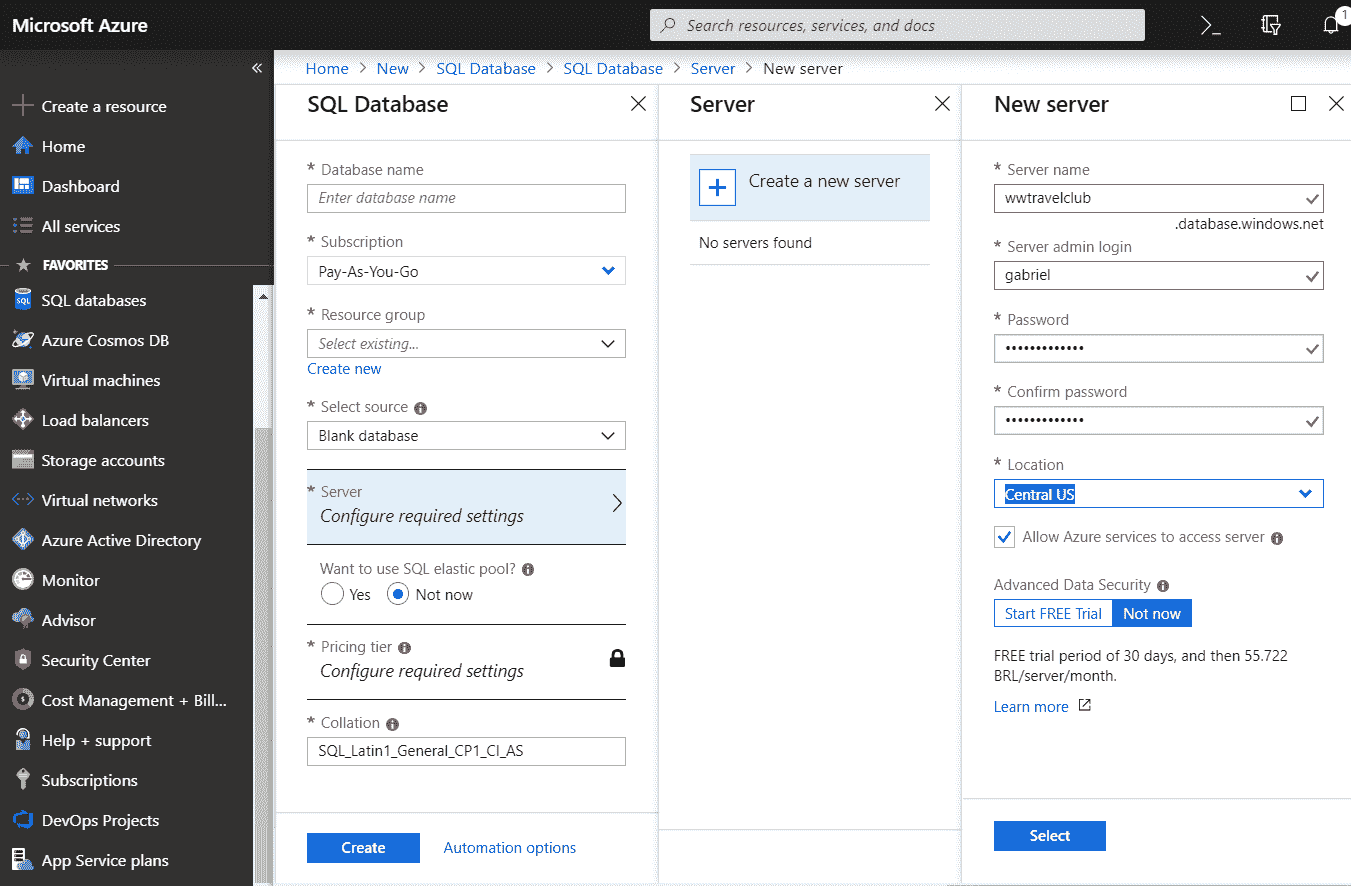 Microsoft Azure
Search resources, services, and docs
1
Home > New > SQL Database > SQL Database > Server > New server
Create a resource
Home
Dashboard
All services
FAVORITES
SQL databases
Azure Cosmos DB
Virtual machines
Load balancers
Storage accounts
Virtual networks
Azure Active Directory
Monitor
Advisor
Security Center
Cost Management + Bill...
Help + support
Subscriptions
DevOps Projects
App Service plans
SQL Database
* Database name
Enter database name
* Subscription
Pay-As-You-Go
* Resource group
Select existing...
Create new
* Select source
Blank database
* Server
Configure required settings
Want to use SQL elastic pool?
Yes Not now
* Pricing tier
Configure required settings
* Collation
SQL_Latin1_General_CP1_CI_AS
Create Automation options
Server
Create a new server
No servers found
New server
* Server name
wwtravelclub
.database.windows.net
* Server admin login
gabriel
* Password
•••••••••••••
* Confirm password
•••••••••••••
* Location
Central US
Allow Azure services to access server
Advanced Data Security
Start FREE Trial Not now
FREE trial period of 30 days, and then 55.722
BRL/server/month.
Learn more
Select